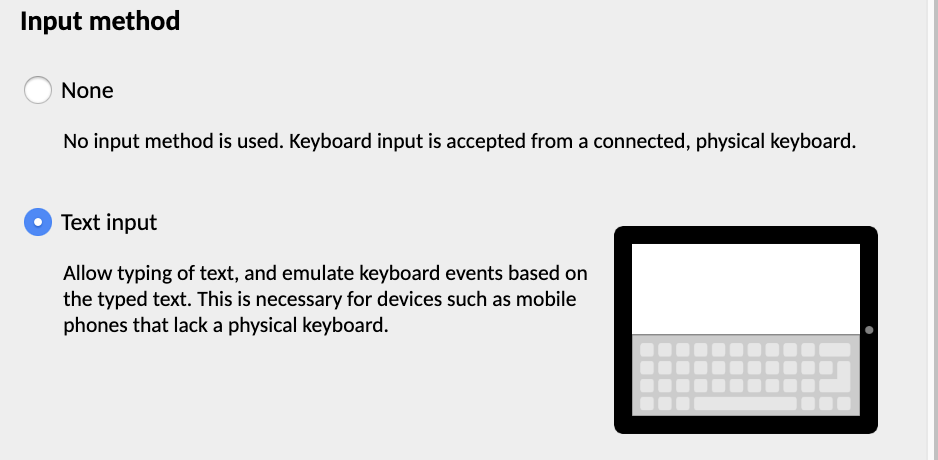 Input method
None
No input method is used. Keyboard input is accepted from a connected, physical keyboard.
Text input
Allow typing of text, and emulate keyboard events based on
the typed text. This is necessary for devices such as mobile
phones that lack a physical keyboard.